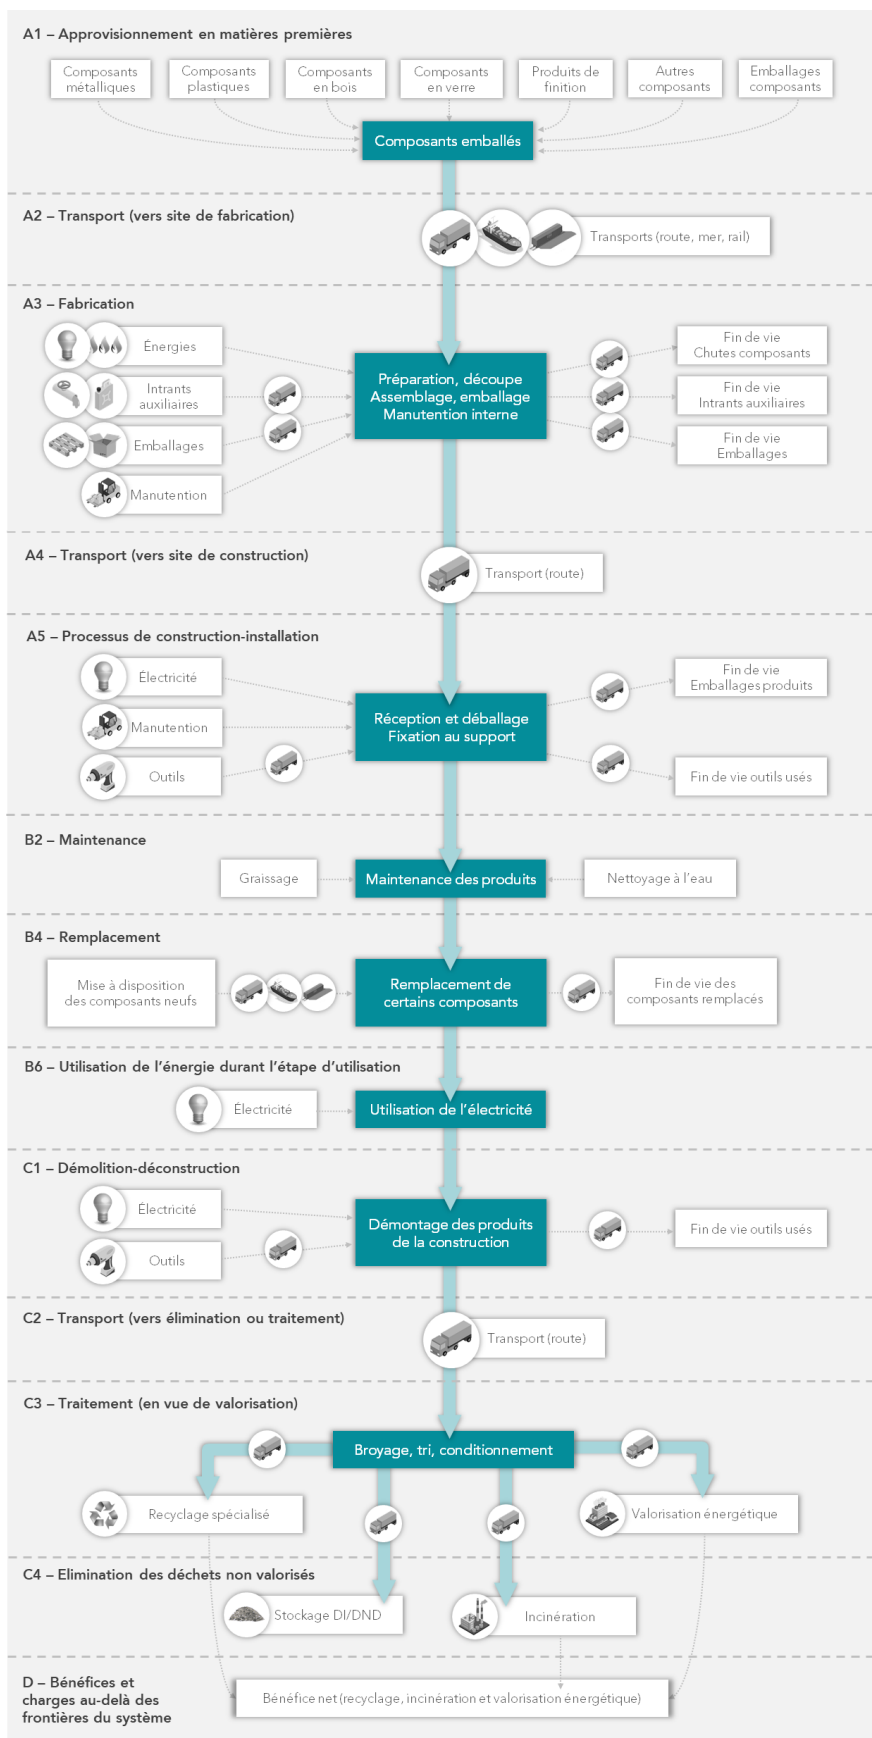 A1 – Approvisionnement en matières premières
Composants
métalliques
Composants
plastiques
Composants
en bois
Composants
en verre
Produits de
finition
Autres
composants
Emballages
composants
Composants emballés
A2 – Transport (vers site de fabrication)
Transports (route, mer, rail)
A3 – Fabrication
Énergies
Intrants
auxiliaires
Emballages
Manutention
Préparation, découpe
Assemblage, emballage
Manutention interne
Fin de vie
Chutes composants
Fin de vie
Intrants auxiliaires
Fin de vie
Emballages
A4 – Transport (vers site de construction)
Transport (route)
A5 – Processus de construction-installation
Électricité
Manutention
Outils
Réception et déballage
Fixation au support
Fin de vie
Emballages produits
Fin de vie outils usés
B2 – Maintenance
Graissage
Maintenance des produits
Nettoyage à l’eau
B4 – Remplacement
Mise à disposition
des composants neufs
Remplacement de
certains composants
Fin de vie des
composants remplacés
B6 – Utilisation de l’énergie durant l’étape d’utilisation
Électricité
Utilisation de l’électricité
C1 – Démolition-déconstruction
Électricité
Outils
Démontage des produits
de la construction
Fin de vie outils usés
C2 – Transport (vers élimination ou traitement)
Transport (route)
C3 – Traitement (en vue de valorisation)
Broyage, tri, conditionnement
Recyclage spécialisé
Valorisation énergétique
C4 – Elimination des déchets non valorisés
Stockage DI/DND
Incinération
D – Bénéfices et
charges au-delà des
frontières du système
Bénéfice net (recyclage, incinération et valorisation énergétique)